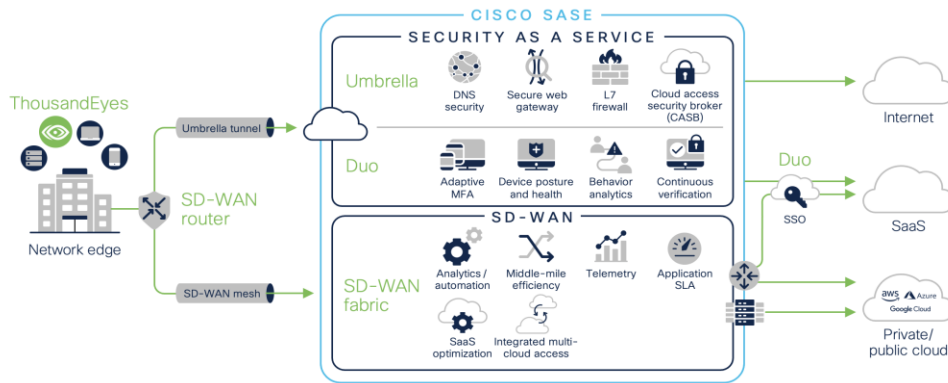 CISCO SASE
SECURITY AS A SERVICE
Umbrella
DNS
security
Secure web
gateway
L7
firewall
Cloud access
security broker
(CASB)
Duo
Adaptive
MFA
Device posture
and health
Behavior
analytics
Continuous
verification
ThousandEyes
Network edge
SD-WAN
router
Umbrella tunnel
SD-WAN mesh
SD-WAN
SD-WAN
fabric
Analytics /
automation
Middle-mile
efficiency
Telemetry
Application
SLA
SaaS
optimization
Integrated multi-
cloud access
Internet
Duo
SSO
SaaS
aws
Azure
Google Cloud
Private/
public cloud